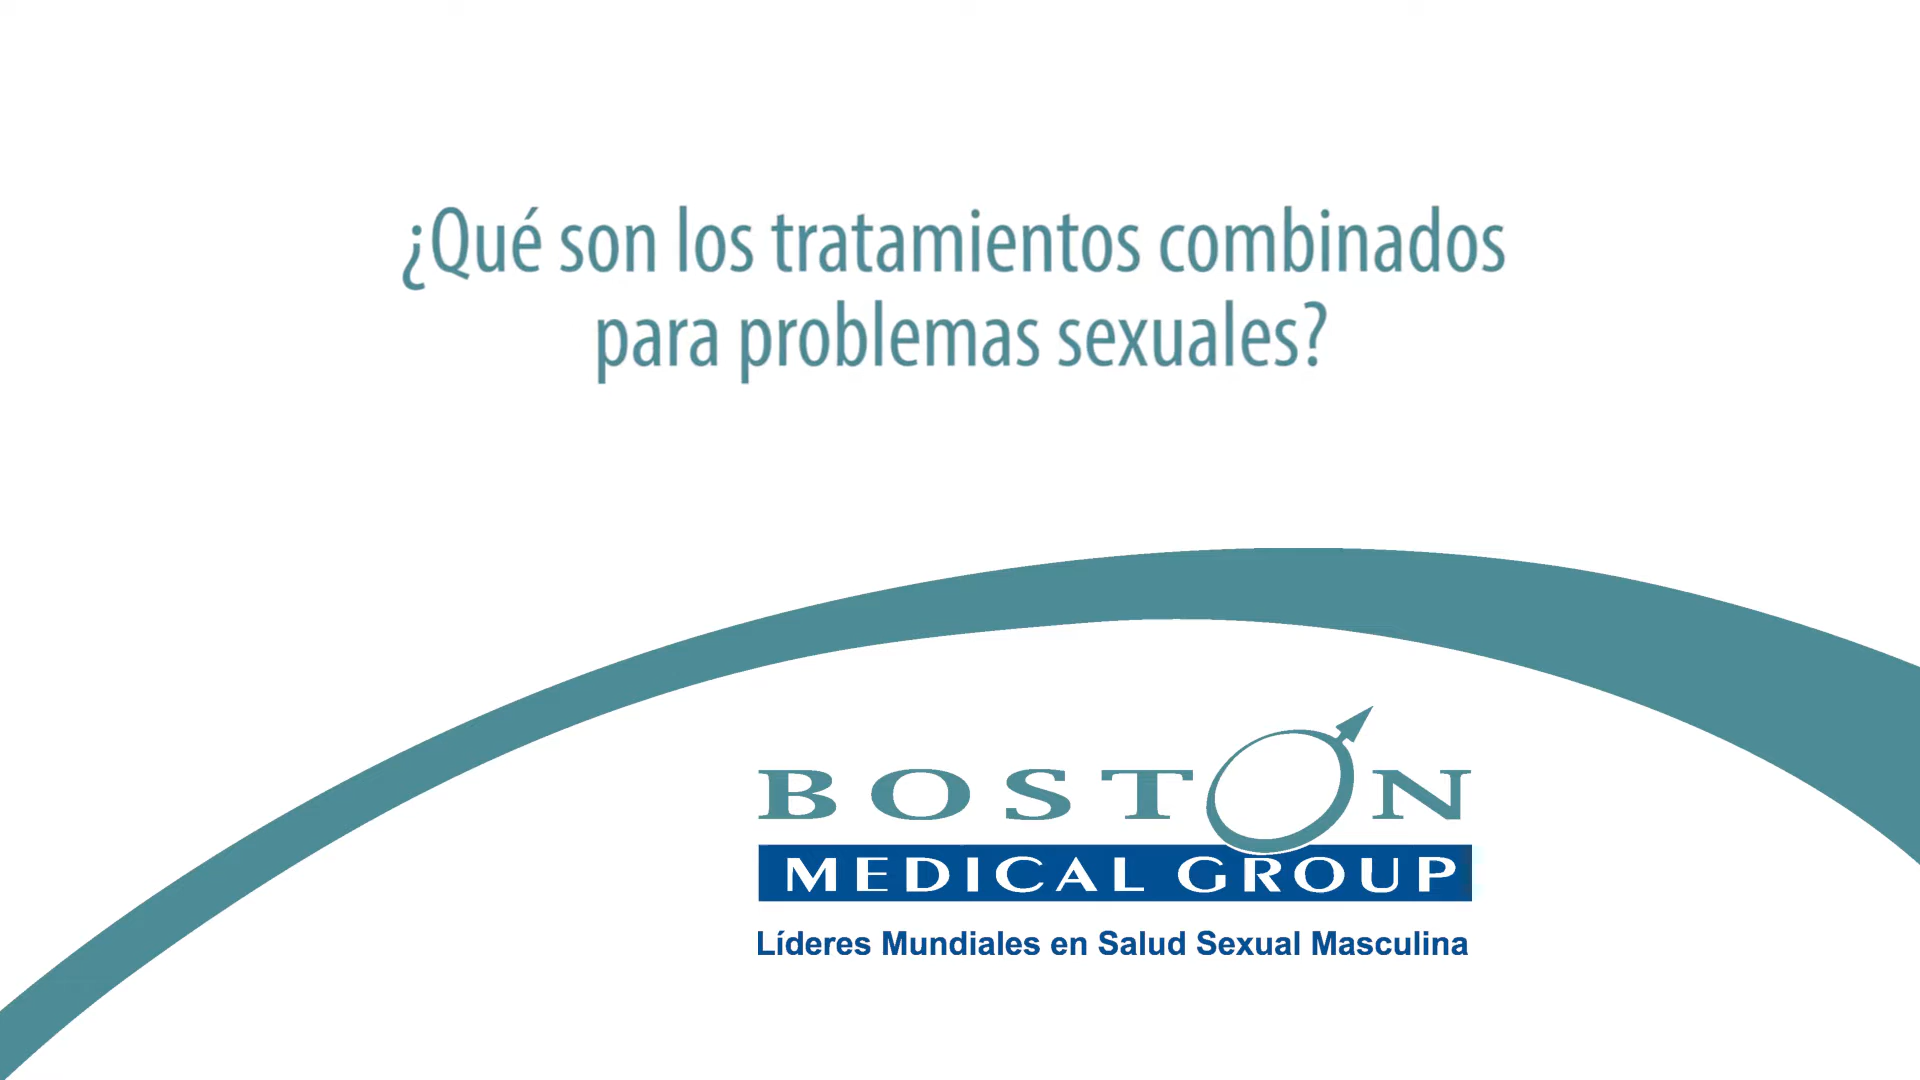 ¿Qué son los tratamientos combinados
para problemas sexuales?
BOSTON
MEDICAL GROUP
Líderes Mundiales en Salud Sexual Masculina